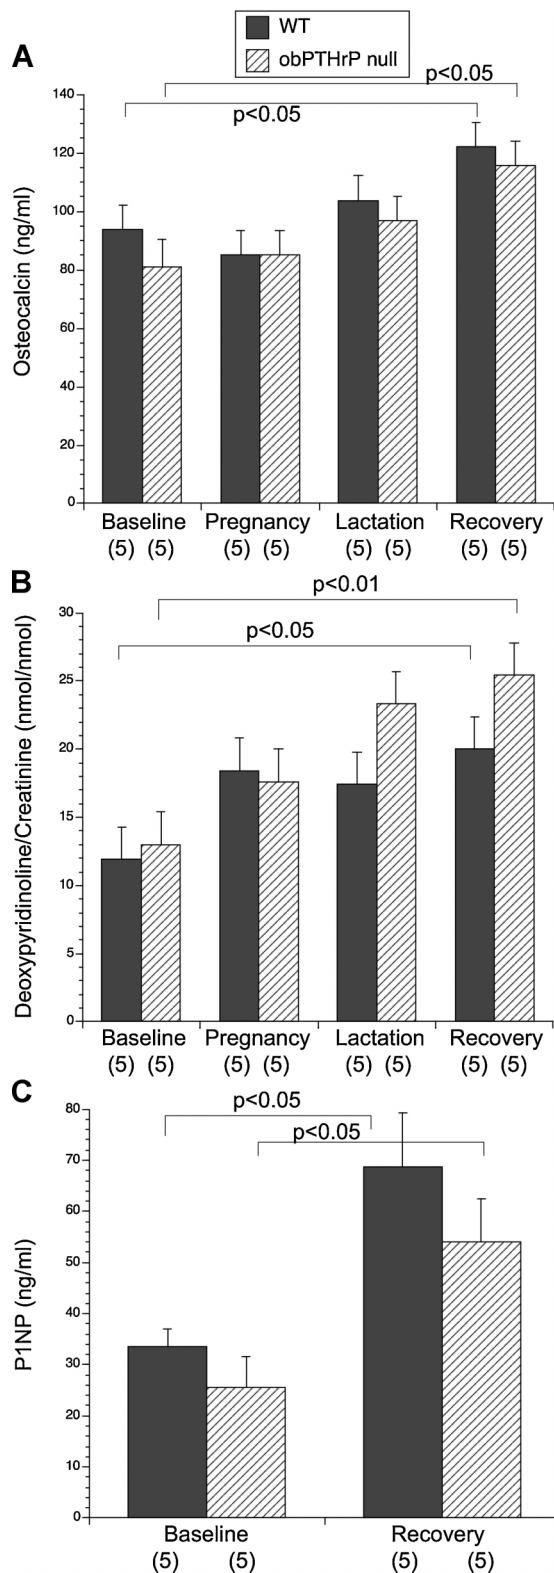 WT
obPTHrP null
A
p<0.05
p<0.05
140
120
100
80
60
40
20
0
Osteocalcin (ng/ml)
Baseline Pregnancy Lactation Recovery
(5) (5) (5) (5) (5) (5) (5) (5)
B
p<0.01
p<0.05
30
25
20
15
10
5
0
Deoxypyridinoline/Creatinine (nmol/nmol)
Baseline Pregnancy Lactation Recovery
(5) (5) (5) (5) (5) (5) (5) (5)
C
p<0.05
p<0.05
80
70
60
50
40
30
20
10
0
P1NP (ng/ml)
Baseline Recovery
(5) (5) (5) (5)